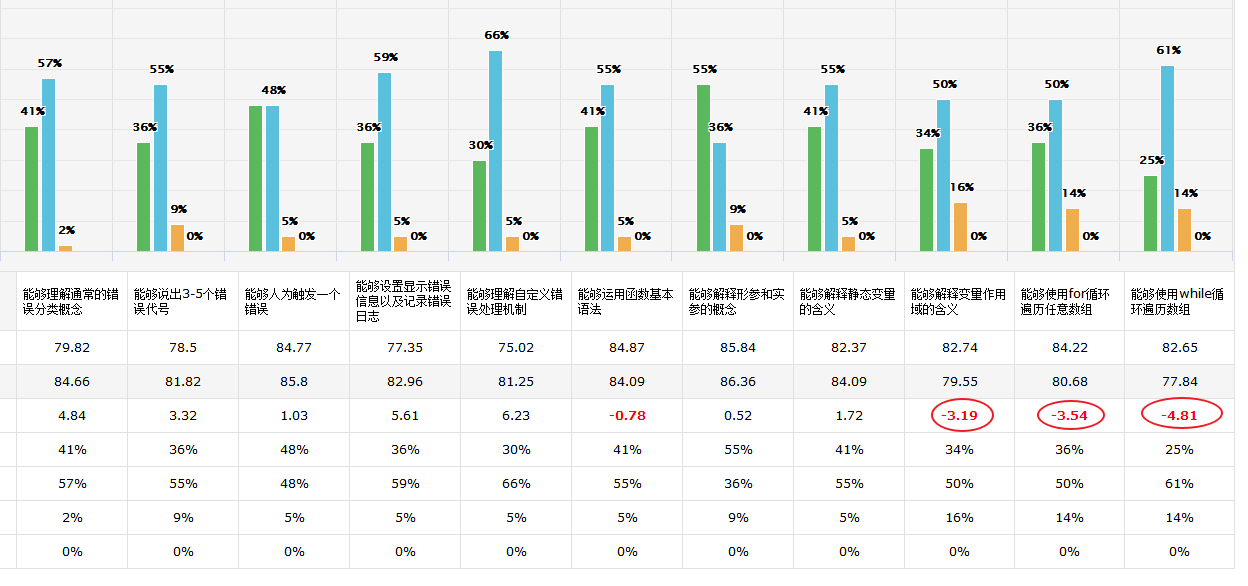 57% 55% 48% 59% 66% 55% 55% 55% 50% 50% 61%
41% 36% 36% 30% 41% 36% 41% 34% 36% 25%
2% 9% 0% 5% 0% 5% 0% 5% 0% 5% 0% 9% 0% 5% 0% 16% 0% 14% 0% 14% 0%
能够理解通常的错 能够说出3-5个错 能够人为触发一个 能够设置显示错误 能够理解自定义错 能够运用函数基本 能够解释形参和实 能够解释静态变量 能够解释变量作用 能够使用for循环 能够使用while循
误分类概念 误代号 错误 信息以及记录错误 误处理机制 语法 参的概念 的含义 域的含义 遍历任意数组 环遍历数组
日志
79.82 78.5 84.77 77.35 75.02 84.87 85.84 82.37 82.74 84.22 82.65
84.66 81.82 85.8 82.96 81.25 84.09 86.36 84.09 79.55 80.68 77.84
4.84 3.32 1.03 5.61 6.23 -0.78 0.52 1.72 -3.19 -3.54 -4.81
41% 36% 48% 36% 30% 41% 55% 41% 34% 36% 25%
57% 55% 48% 59% 66% 55% 36% 55% 50% 50% 61%
2% 9% 5% 5% 5% 5% 9% 5% 16% 14% 14%
0% 0% 0% 0% 0% 0% 0% 0% 0% 0% 0%